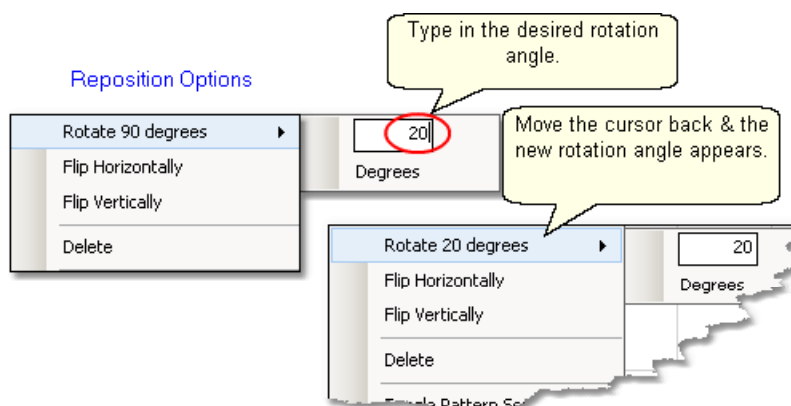 Type in the desired rotation
angle.
Reposition Options
Rotate 90 degrees
20
Flip Horizontally
Degrees
Flip Vertically
Delete
Move the cursor back & the
new rotation angle appears.
Rotate 20 degrees
20
Flip Horizontally
Degrees
Flip Vertically
Delete
Pattern